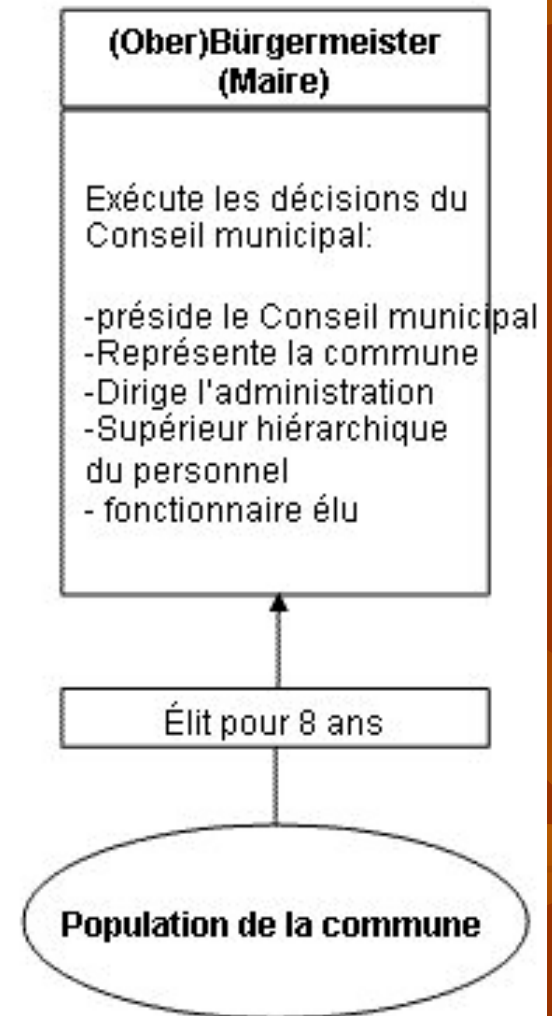 (Ober)Bürgermeister
(Maire)
Exécute les décisions du
Conseil municipal:
-préside le Conseil municipal
-Représente la commune
-Dirige l'administration
-Supérieur hiérarchique
du personnel
- fonctionnaire élu
Élit pour 8 ans
Population de la commune